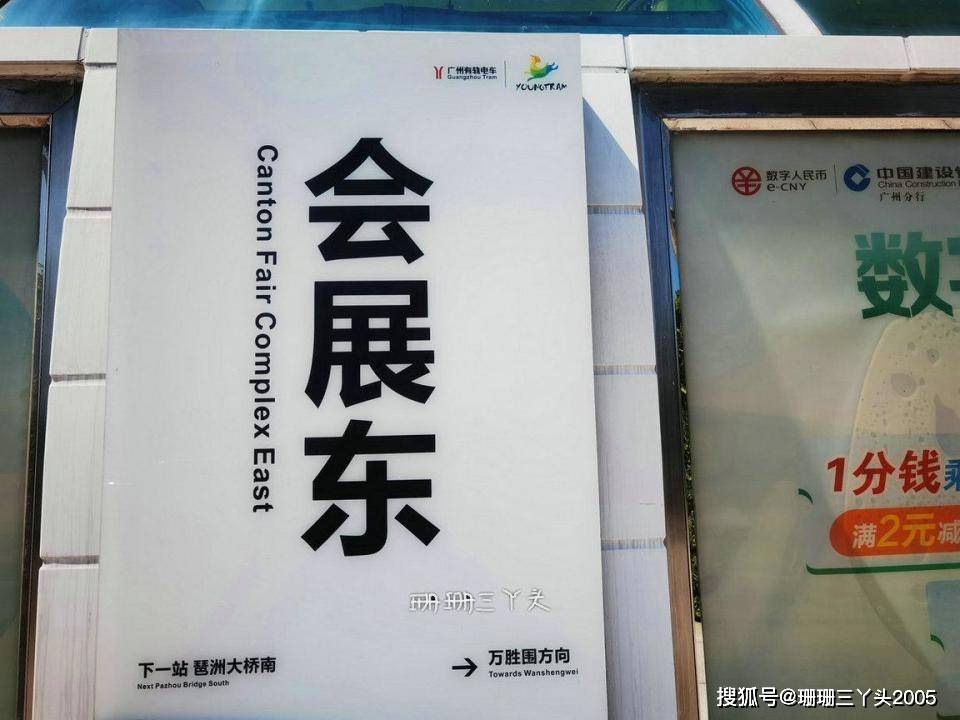 广州有轨电车
Guangzhou Tram
YOUNGTRAM
会展东
Canton Fair Complex East
下一站 琶洲大桥南
Next Pazhou Bridge South
万胜围方向
Towards Wanshengwei
数字人民币
e-CNY
中国建设
China Construction
广州分行
数
1分钱
满2元减
珊珊三丫头
搜狐号@珊珊三丫头2005